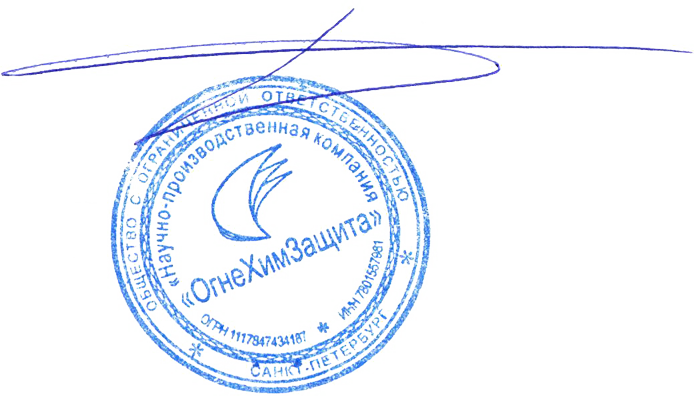 ОБЩЕСТВО С ОГРАНИЧЕННОЙ ОТВЕТСТВЕННОСТЬЮ
«Научно-производственная компания
«ОгнеХимЗащита»
ОГРН 1117847434187 * ИНН 7801557981
* САНКТ-ПЕТЕРБУРГ *